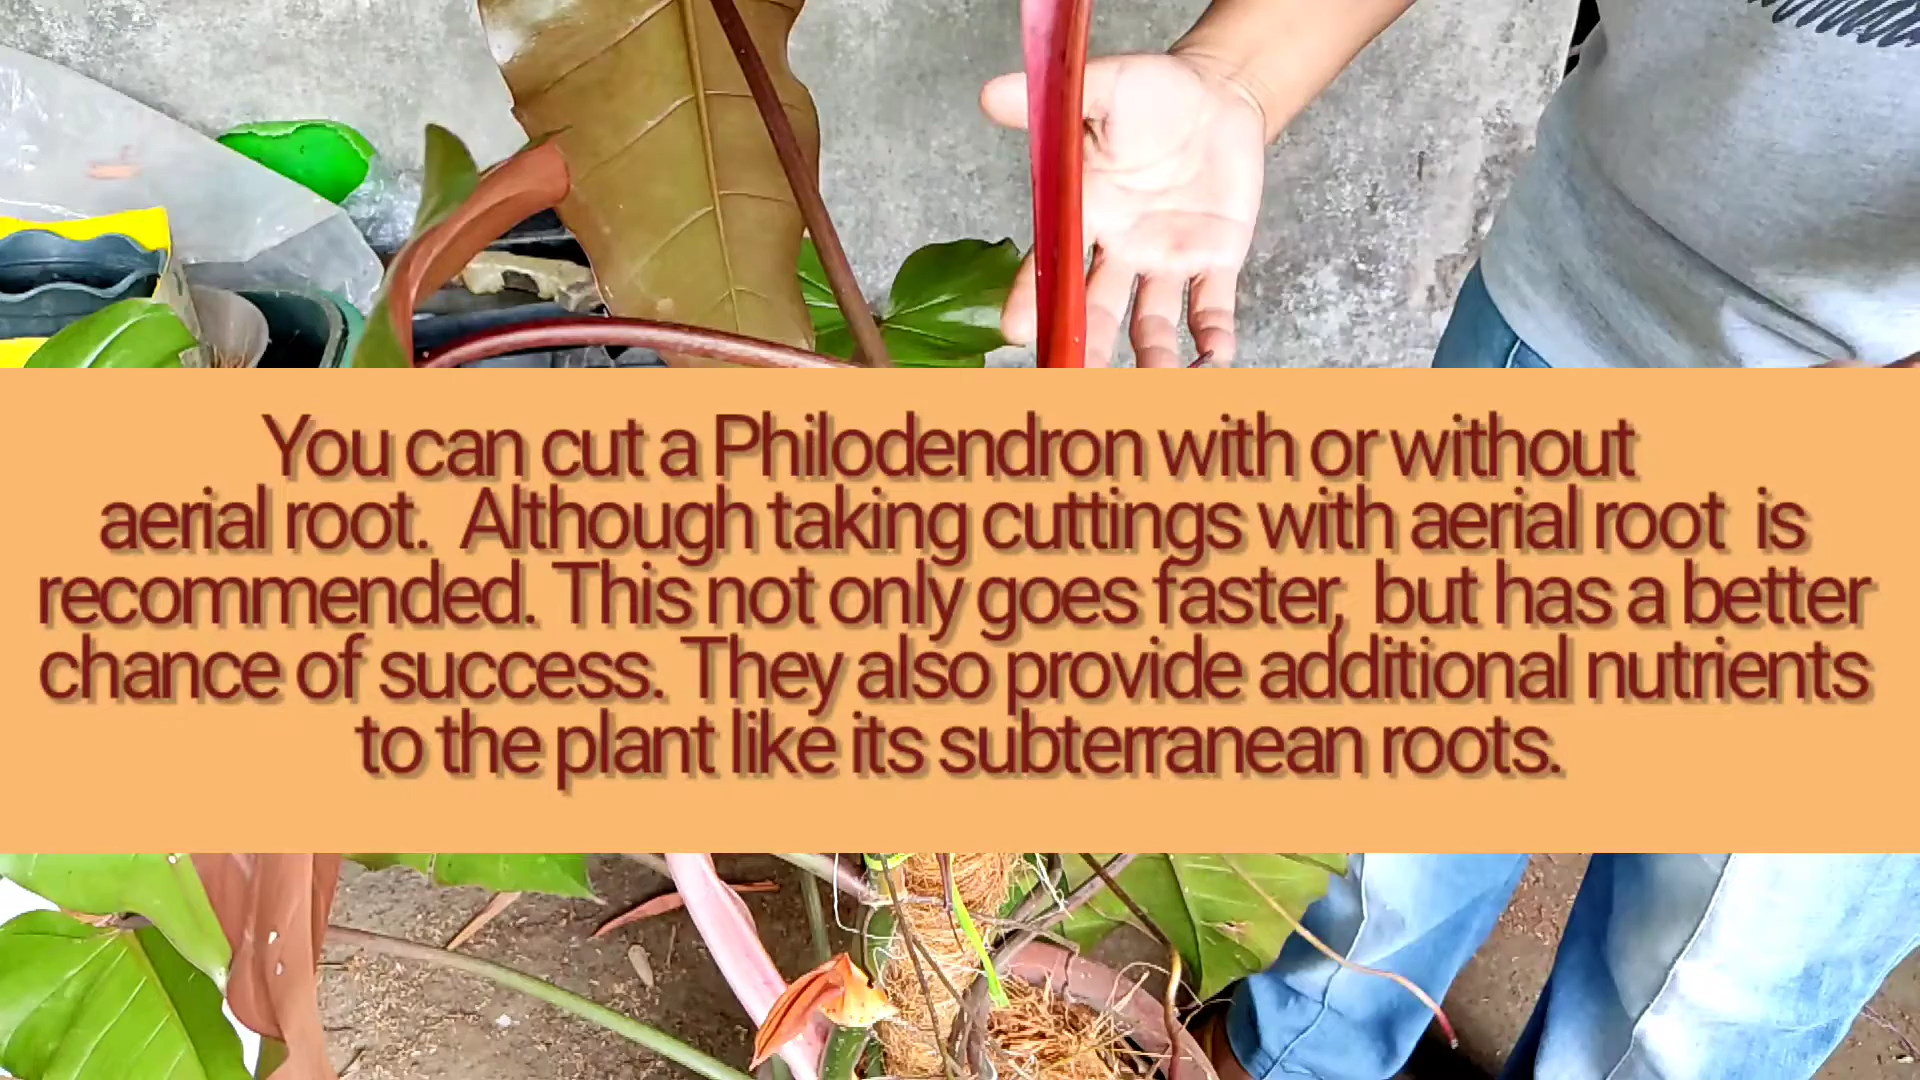 You can cut a Philodendron with or without
aerial root. Although taking cuttings with aerial root is
recommended. This not only goes faster, but has a better
chance of success. They also provide additional nutrients
to the plant like its subterranean roots.